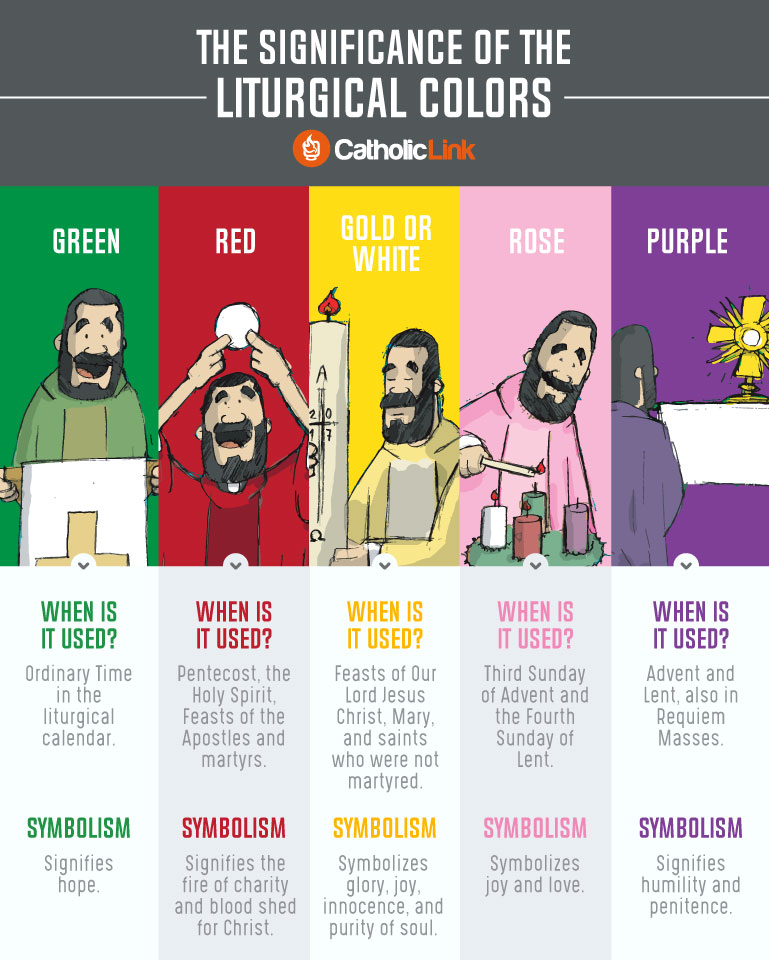 THE SIGNIFICANCE OF THE
LITURGICAL COLORS
CatholicLink
GREEN
RED
GOLD OR
WHITE
ROSE
PURPLE
A
2 0
1 7
Ω
WHEN IS
IT USED?
Ordinary Time
in the
liturgical
calendar.
SYMBOLISM
Signifies
hope.
WHEN IS
IT USED?
Pentecost, the
Holy Spirit,
Feasts of the
Apostles and
martyrs.
SYMBOLISM
Signifies the
fire of charity
and blood shed
for Christ.
WHEN IS
IT USED?
Feasts of Our
Lord Jesus
Christ, Mary,
and saints
who were not
martyred.
SYMBOLISM
Symbolizes
glory, joy,
innocence, and
purity of soul.
WHEN IS
IT USED?
Third Sunday
of Advent and
the Fourth
Sunday of
Lent.
SYMBOLISM
Symbolizes
joy and love.
WHEN IS
IT USED?
Advent and
Lent, also in
Requiem
Masses.
SYMBOLISM
Signifies
humility and
penitence.